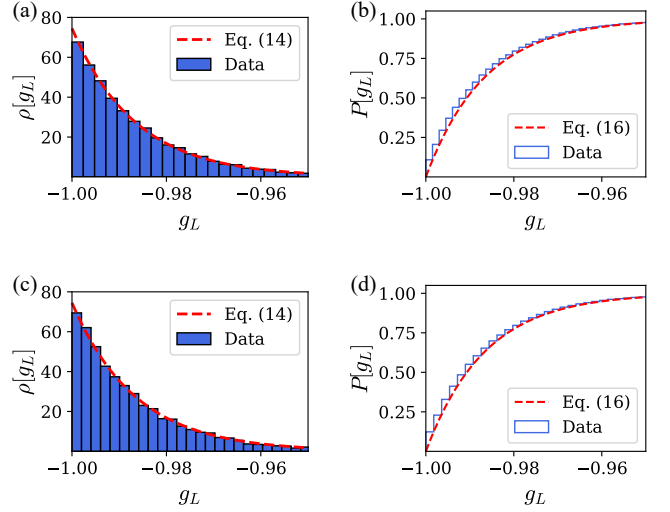 (a)
80
60
40
20
ρ[g_L]
Eq. (14)
Data
−1.00
−0.98
−0.96
g_L
(b)
1.00
0.75
0.50
0.25
P[g_L]
Eq. (16)
Data
−1.00
−0.98
−0.96
g_L
(c)
80
60
40
20
ρ[g_L]
Eq. (14)
Data
−1.00
−0.98
−0.96
g_L
(d)
1.00
0.75
0.50
0.25
P[g_L]
Eq. (16)
Data
−1.00
−0.98
−0.96
g_L